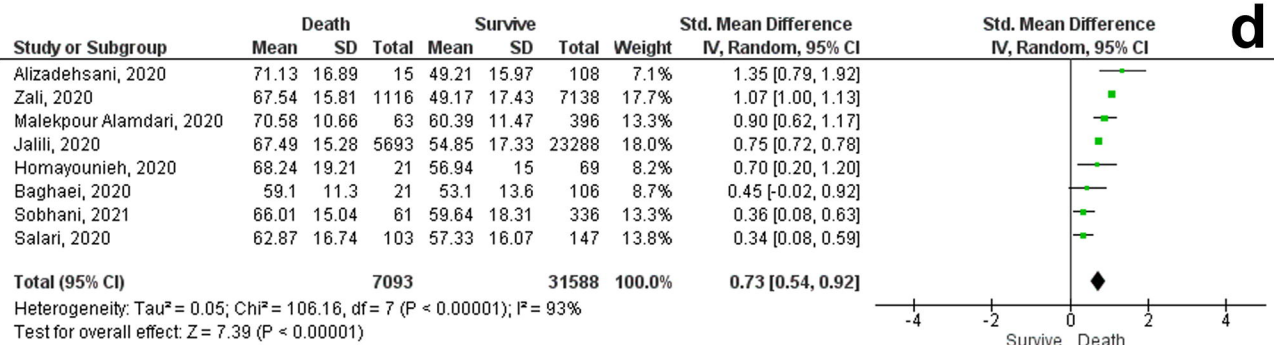 Death Survive Std. Mean Difference Std. Mean Difference d
Study or Subgroup Mean SD Total Mean SD Total Weight IV, Random, 95% CI IV, Random, 95% CI
Alizadehsani, 2020 71.13 16.89 15 49.21 15.97 108 7.1% 1.35 [0.79, 1.92]
Zali, 2020 67.54 15.81 1116 49.17 17.43 7138 17.7% 1.07 [1.00, 1.13]
Malekpour Alamdari, 2020 70.58 10.66 63 60.39 11.47 396 13.3% 0.90 [0.62, 1.17]
Jalili, 2020 67.49 15.28 5693 54.85 17.33 23288 18.0% 0.75 [0.72, 0.78]
Homayounieh, 2020 68.24 19.21 21 56.94 15 69 8.2% 0.70 [0.20, 1.20]
Baghaei, 2020 59.1 11.3 21 53.1 13.6 106 8.7% 0.45 [-0.02, 0.92]
Sobhani, 2021 66.01 15.04 61 59.64 18.31 336 13.3% 0.36 [0.08, 0.63]
Salari, 2020 62.87 16.74 103 57.33 16.07 147 13.8% 0.34 [0.08, 0.59]
Total (95% CI) 7093 31588 100.0% 0.73 [0.54, 0.92]
Heterogeneity: Tau² = 0.05; Chi² = 106.16, df = 7 (P < 0.00001); I² = 93%
Test for overall effect: Z = 7.39 (P < 0.00001)
-4 -2 0 2 4
Survive Death